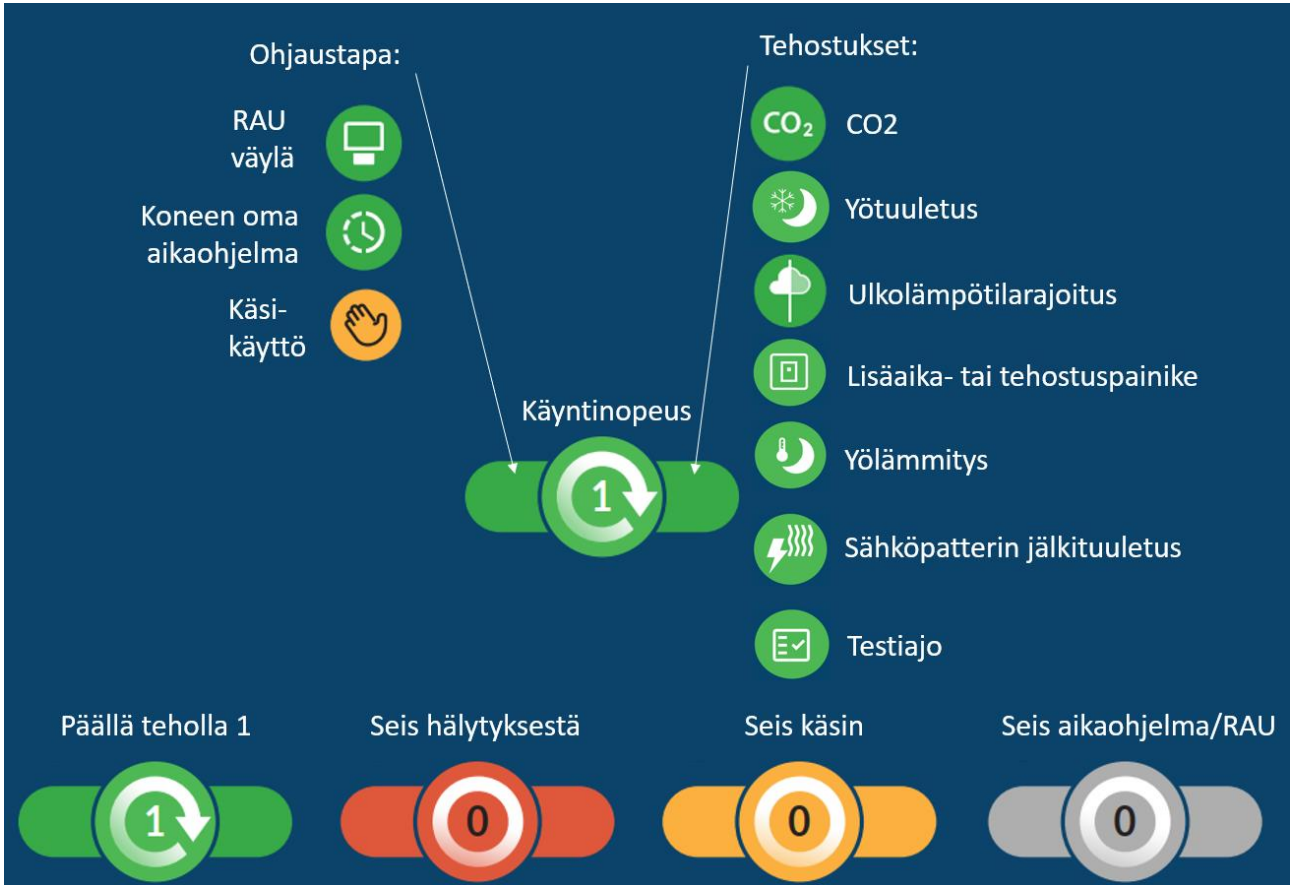 Ohjaustapa:
RAU
väylä
Koneen oma
aikaohjelma
Käsi-
käyttö
Tehostukset:
CO₂ CO2
Yötuuletus
Ulkolämpötilarajoitus
Lisäaika- tai tehostuspainike
Yölämmitys
Sähköpatterin jälkituuletus
Testiajo
Käyntinopeus
1
Päällä teholla 1
1
Seis hälytyksestä
0
Seis käsin
0
Seis aikaohjelma/RAU
0